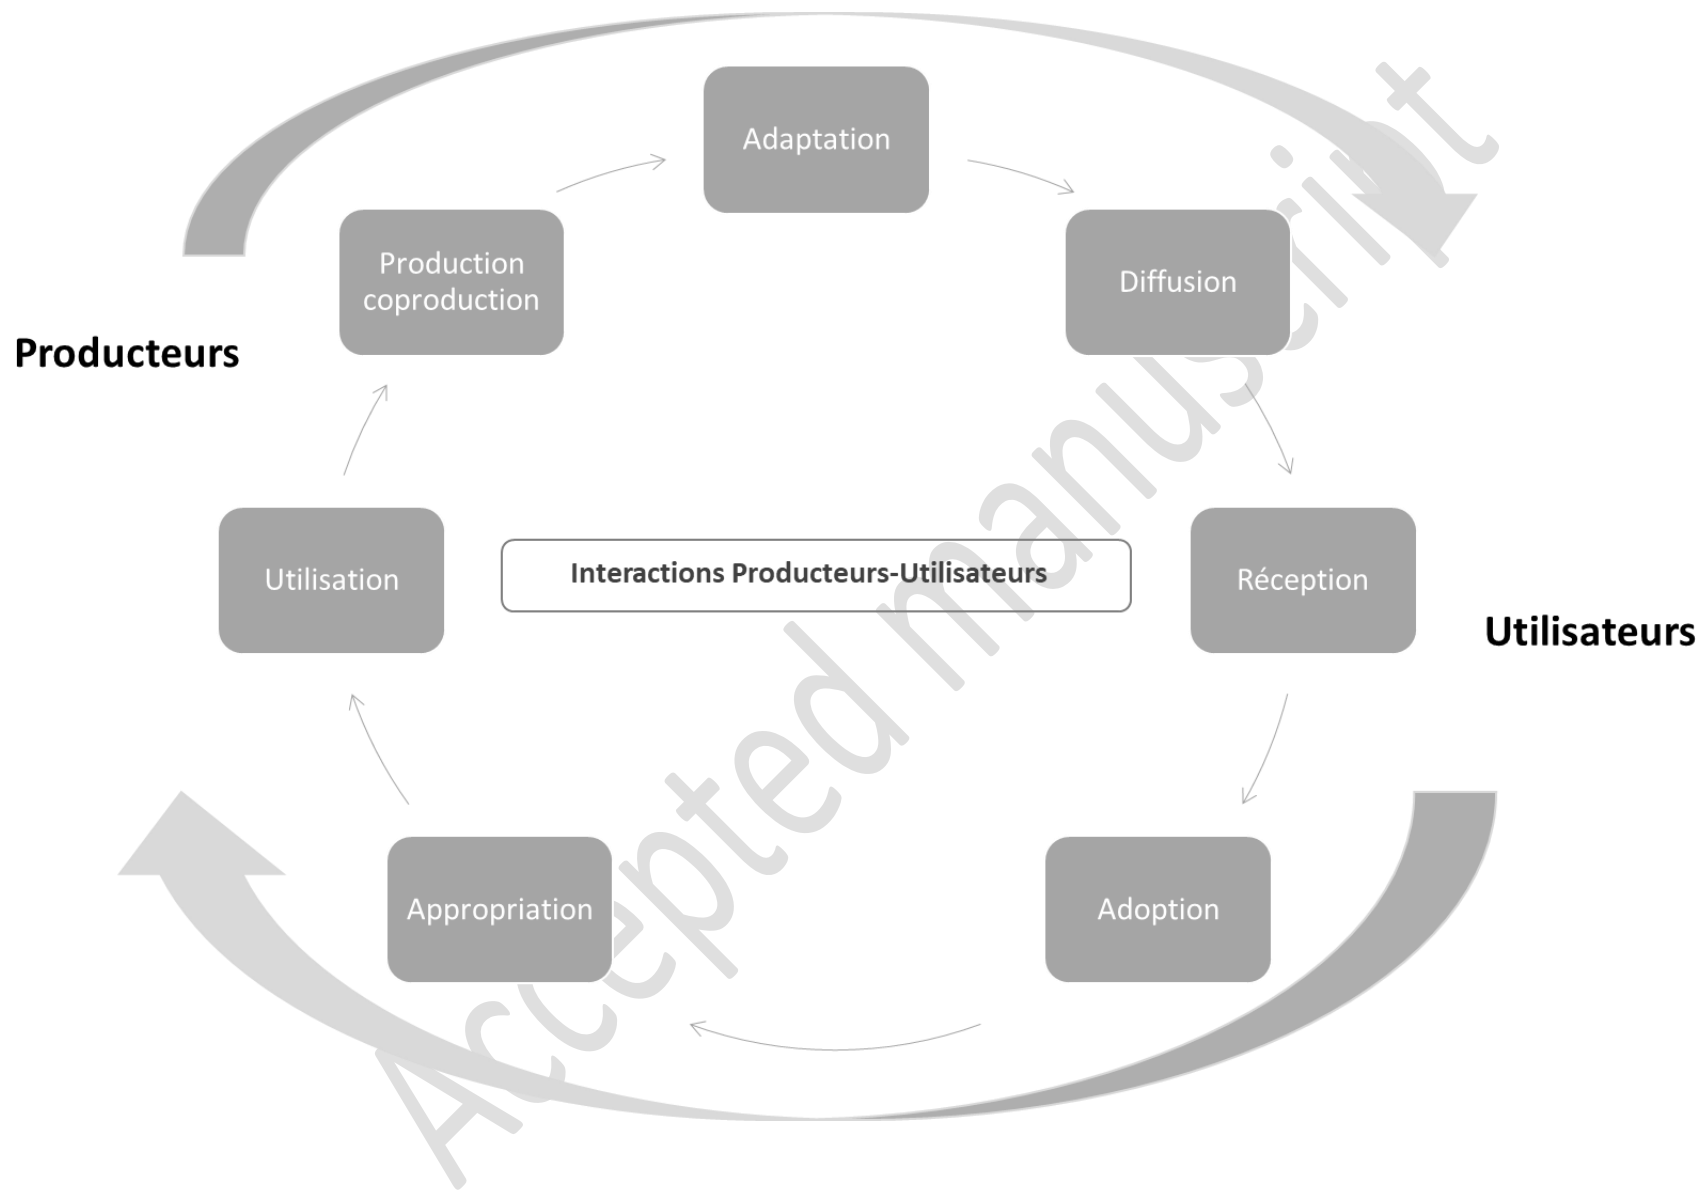 Adaptation
Production
coproduction
Diffusion
Producteurs
Utilisation
Interactions Producteurs-Utilisateurs
Réception
Utilisateurs
Appropriation
Adoption
Accepted manuscript